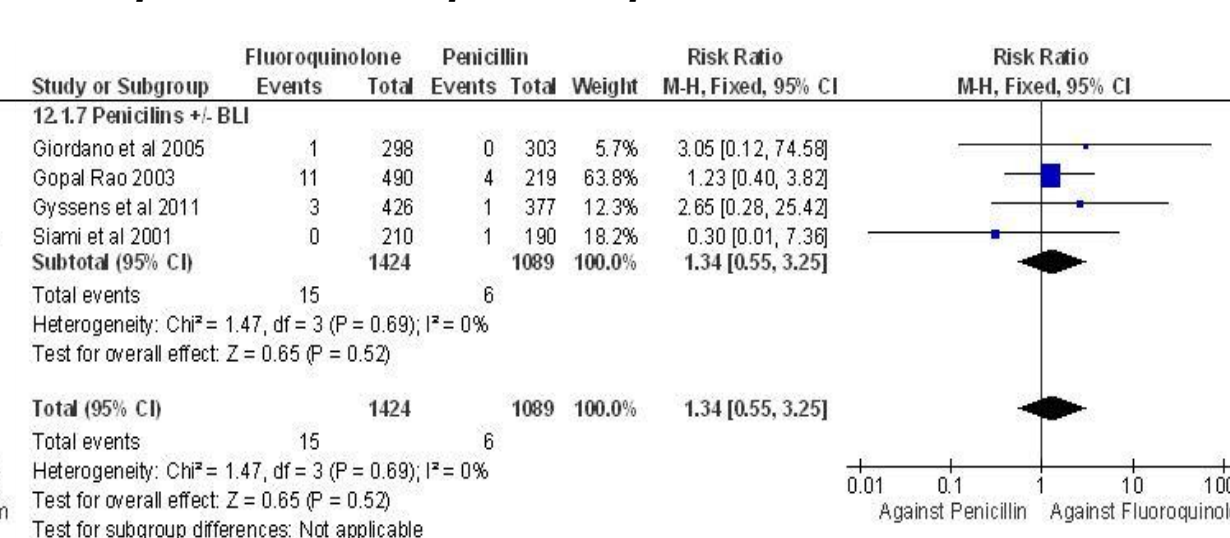 Fluoroquinolone Penicillin Risk Ratio Risk Ratio
Study or Subgroup Events Total Events Total Weight M-H, Fixed, 95% CI M-H, Fixed, 95% CI
12.1.7 Penicilins +/- BLI
Giordano et al 2005 1 298 0 303 5.7% 3.05 [0.12, 74.58]
Gopal Rao 2003 11 490 4 219 63.8% 1.23 [0.40, 3.82]
Gyssens et al 2011 3 426 1 377 12.3% 2.65 [0.28, 25.42]
Siami et al 2001 0 210 1 190 18.2% 0.30 [0.01, 7.36]
Subtotal (95% CI) 1424 1089 100.0% 1.34 [0.55, 3.25]
Total events 15 6
Heterogeneity: Chi² = 1.47, df = 3 (P = 0.69); I² = 0%
Test for overall effect: Z = 0.65 (P = 0.52)
Total (95% CI) 1424 1089 100.0% 1.34 [0.55, 3.25]
Total events 15 6
Heterogeneity: Chi² = 1.47, df = 3 (P = 0.69); I² = 0%
Test for overall effect: Z = 0.65 (P = 0.52)
Test for subgroup differences: Not applicable
0.01 0.1 1 10 100
Against Penicillin Against Fluoroquinol